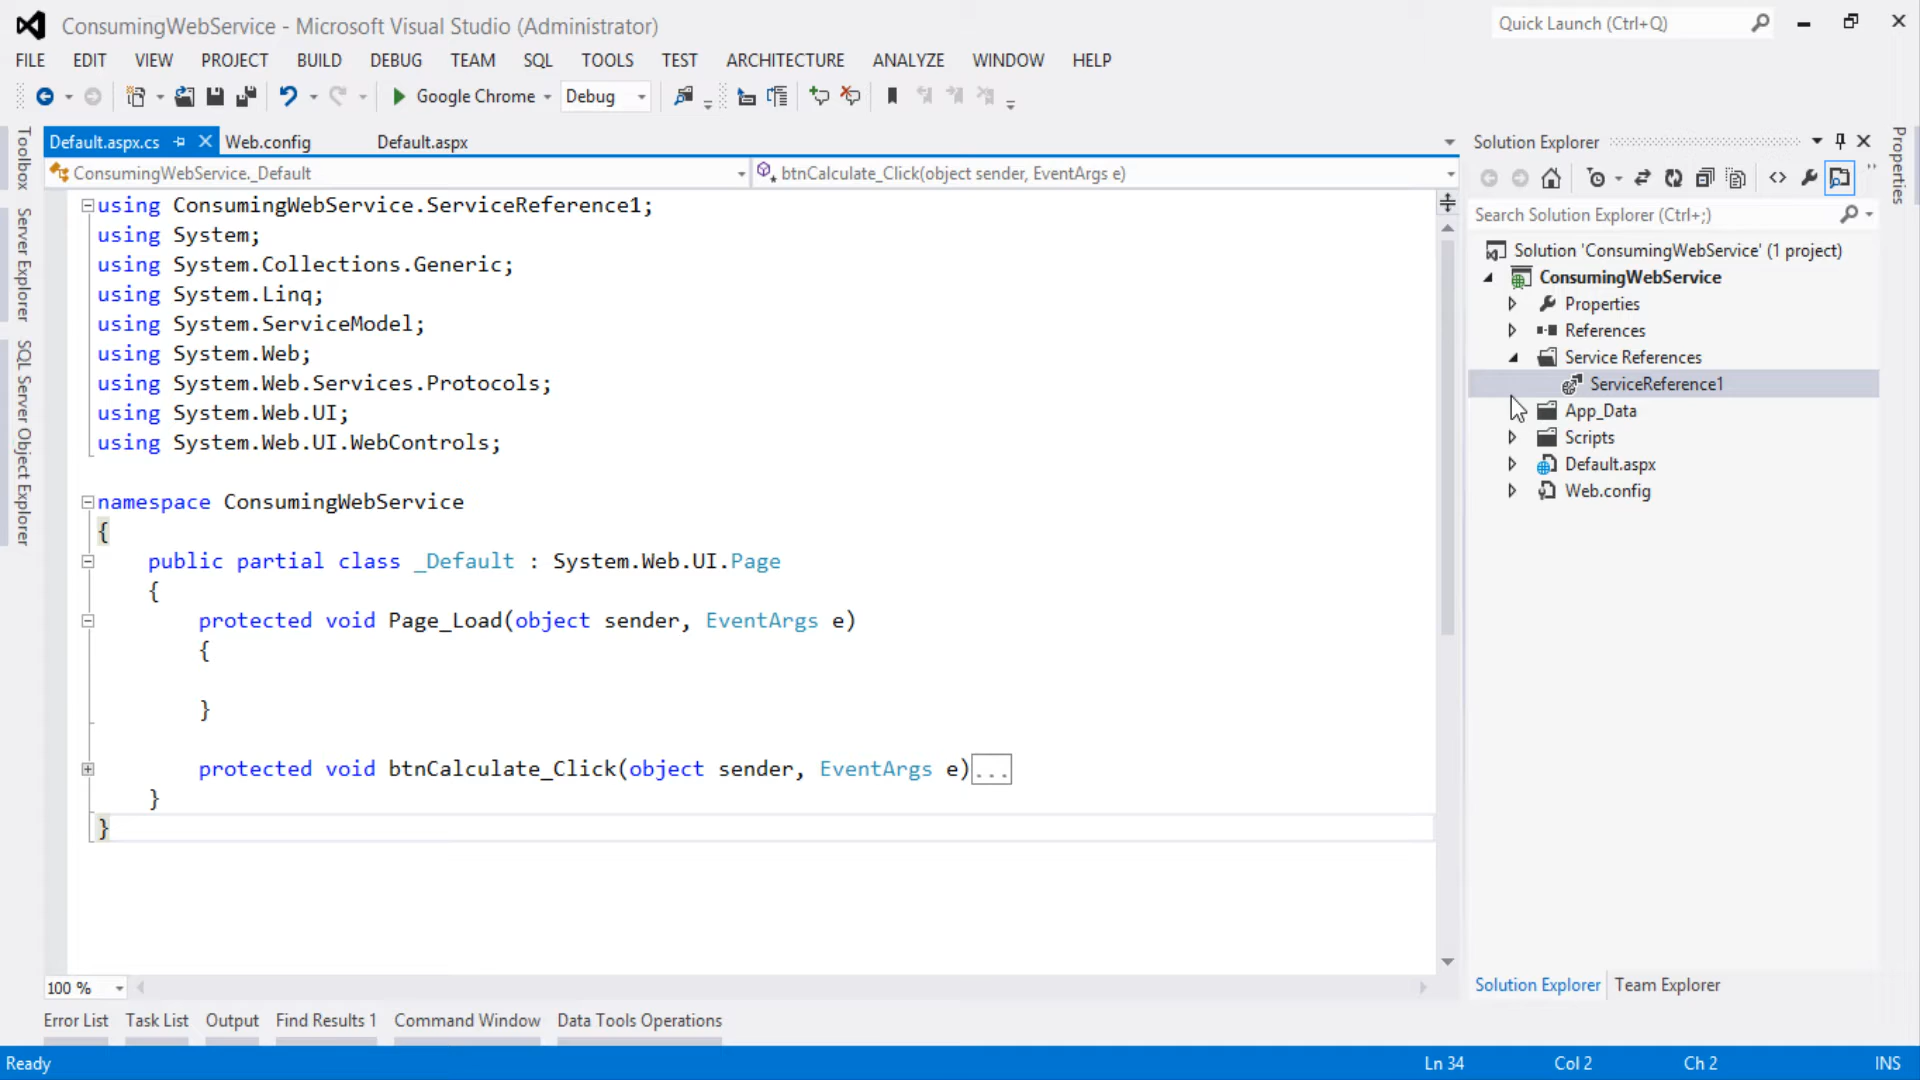 ConsumingWebService - Microsoft Visual Studio (Administrator)
Quick Launch (Ctrl+Q)
FILE EDIT VIEW PROJECT BUILD DEBUG TEAM SQL TOOLS TEST ARCHITECTURE ANALYZE WINDOW HELP
Google Chrome Debug
Default.aspx.cs Web.config Default.aspx
ConsumingWebService._Default btnCalculate_Click(object sender, EventArgs e)
Toolbox
Server Explorer
SQL Server Object Explorer
using ConsumingWebService.ServiceReference1;
using System;
using System.Collections.Generic;
using System.Linq;
using System.ServiceModel;
using System.Web;
using System.Web.Services.Protocols;
using System.Web.UI;
using System.Web.UI.WebControls;
namespace ConsumingWebService
{
public partial class _Default : System.Web.UI.Page
{
protected void Page_Load(object sender, EventArgs e)
{
}
protected void btnCalculate_Click(object sender, EventArgs e)...
}
}
100 %
Solution Explorer
Search Solution Explorer (Ctrl+;)
Solution 'ConsumingWebService' (1 project)
ConsumingWebService
Properties
References
Service References
ServiceReference1
App_Data
Scripts
Default.aspx
Web.config
Solution Explorer Team Explorer
Properties
Error List Task List Output Find Results 1 Command Window Data Tools Operations
Ready Ln 34 Col 2 Ch 2 INS